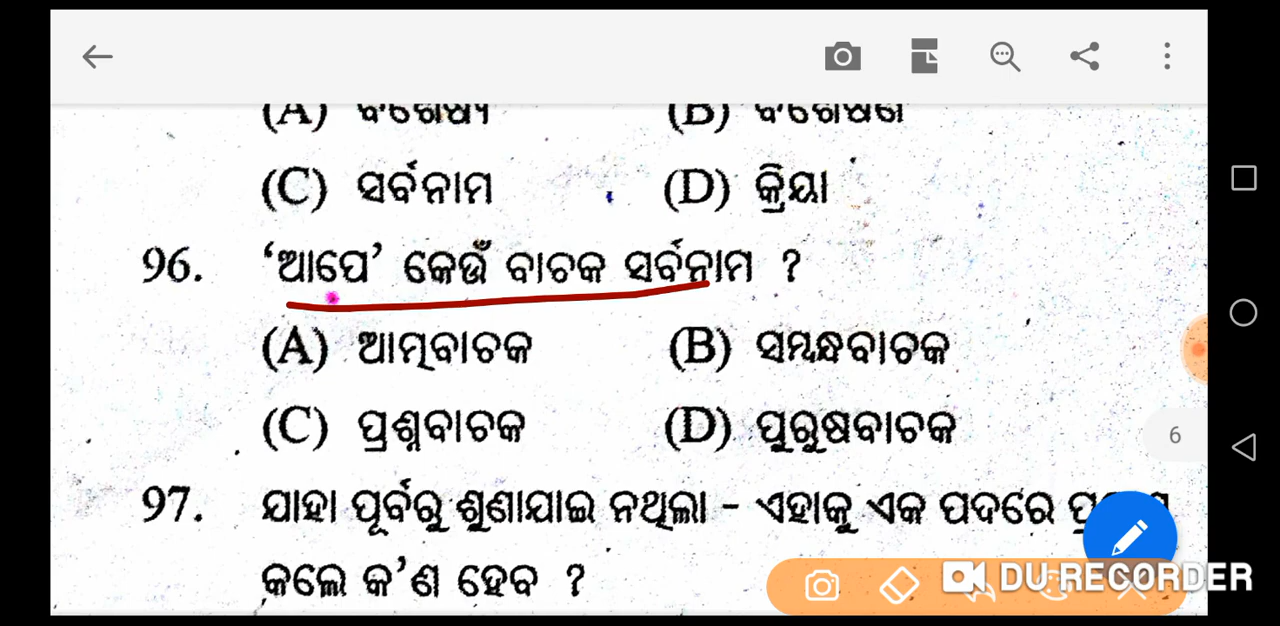 (A) ବିଶେଷ୍ୟ (B) ବିଶେଷଣ
(C) ସର୍ବନାମ (D) କ୍ରିୟା
96. ‘ଆପେ’ କେଉଁ ବାଚକ ସର୍ବନାମ ?
(A) ଆତ୍ମବାଚକ (B) ସମ୍ବନ୍ଧବାଚକ
(C) ପ୍ରଶ୍ନବାଚକ (D) ପୁରୁଷବାଚକ
6
97. ଯାହା ପୂର୍ବରୁ ଶୁଣାଯାଇ ନଥିଲା - ଏହାକୁ ଏକ ପଦରେ
କଲେ କ’ଣ ହେବ ?
DU RECORDER